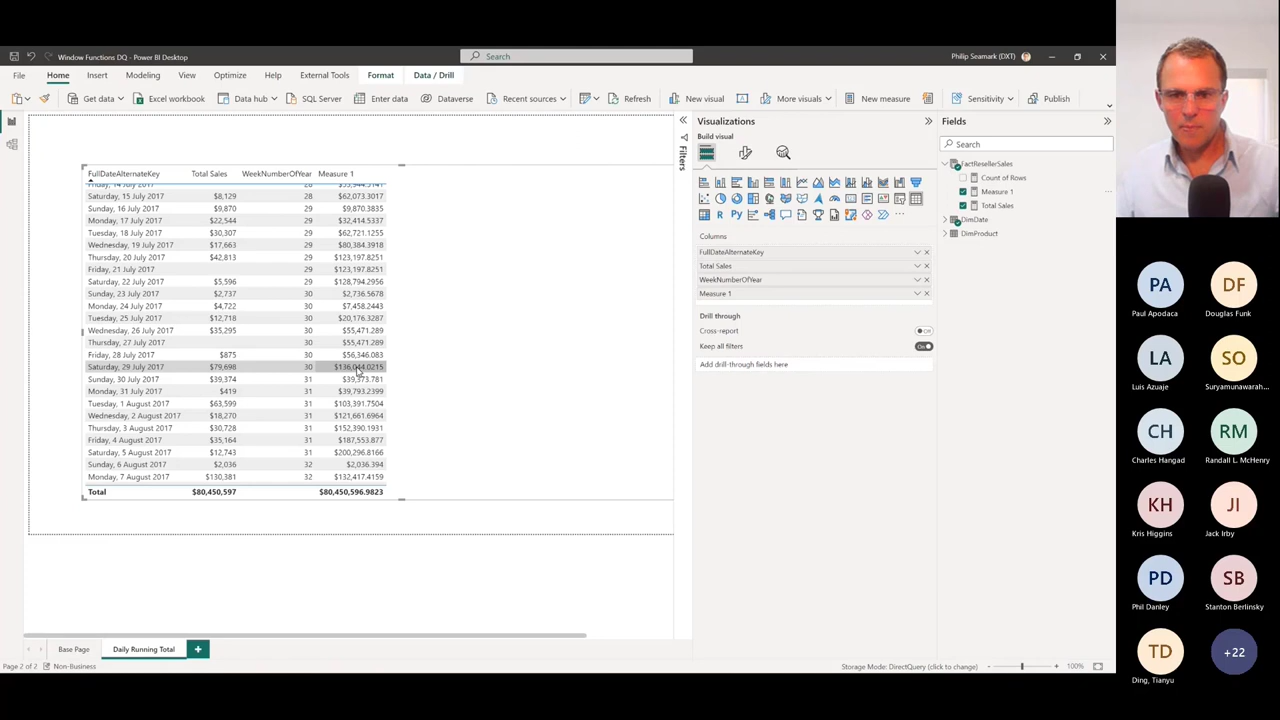 Window Functions DQ - Power BI Desktop
Search
Philip Seamark (DXT)
File Home Insert Modeling View Optimize Help External Tools Format Data / Drill
Get data Excel workbook Data hub SQL Server Enter data Dataverse Recent sources Refresh New visual More visuals New measure Sensitivity Publish
Visualizations
Fields
Build visual
Filters
Search
FactResellerSales
Count of Rows
Measure 1
Total Sales
DimDate
DimProduct
Columns
FullDateAlternateKey
Total Sales
WeekNumberOfYear
Measure 1
Drill through
Cross-report Off
Keep all filters On
Add drill-through fields here
FullDateAlternateKey Total Sales WeekNumberOfYear Measure 1
Friday, 14 July 2017 28
Saturday, 15 July 2017 $8,129 28 $62,073.3017
Sunday, 16 July 2017 $9,870 29 $9,870.3835
Monday, 17 July 2017 $22,544 29 $32,414.5337
Tuesday, 18 July 2017 $30,307 29 $62,721.1255
Wednesday, 19 July 2017 $17,663 29 $80,384.3918
Thursday, 20 July 2017 $42,813 29 $123,197.8251
Friday, 21 July 2017 29 $123,197.8251
Saturday, 22 July 2017 $5,596 29 $128,794.2956
Sunday, 23 July 2017 $2,737 30 $2,736.5678
Monday, 24 July 2017 $4,722 30 $7,458.2443
Tuesday, 25 July 2017 $12,718 30 $20,176.3287
Wednesday, 26 July 2017 $35,295 30 $55,471.289
Thursday, 27 July 2017 30 $55,471.289
Friday, 28 July 2017 $875 30 $56,346.083
Saturday, 29 July 2017 $79,698 30
Sunday, 30 July 2017 $39,374 31 $39,373.781
Monday, 31 July 2017 $419 31 $39,793.2399
Tuesday, 1 August 2017 $63,599 31 $103,391.7504
Wednesday, 2 August 2017 $18,270 31 $121,661.6964
Thursday, 3 August 2017 $30,728 31 $152,390.1931
Friday, 4 August 2017 $35,164 31 $187,553.877
Saturday, 5 August 2017 $12,743 31 $200,296.8166
Sunday, 6 August 2017 $2,036 32 $2,036.394
Monday, 7 August 2017 $130,381 32 $132,417.4159
Total $80,450,597 $80,450,596.9823
Base Page Daily Running Total
Page 2 of 2 Non-Business
Storage Mode: DirectQuery (click to change) 100%
PA DF
Paul Apodaca Douglas Funk
LA SO
Luis Azuaje Suryamunawarsah...
CH RM
Charles Hangad Randall L. McHenry
KH JI
Kris Higgins Jack Irby
PD SB
Phil Danley Stanton Berlinsky
TD +22
Ding, Tianyu